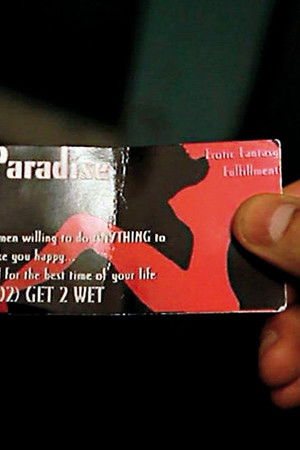 Paradise
Erotic Fantasy
Fulfillment
men willing to do ANYTHING to
ke you happy...
l for the best time of your life
02) GET 2 WET